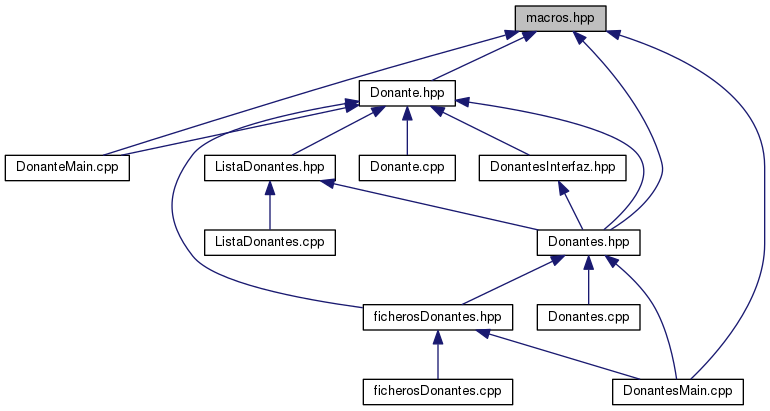 macros.hpp
Donante.hpp
DonanteMain.cpp
ListaDonantes.hpp
Donante.cpp
DonantesInterfaz.hpp
ListaDonantes.cpp
Donantes.hpp
ficherosDonantes.hpp
Donantes.cpp
ficherosDonantes.cpp
DonantesMain.cpp